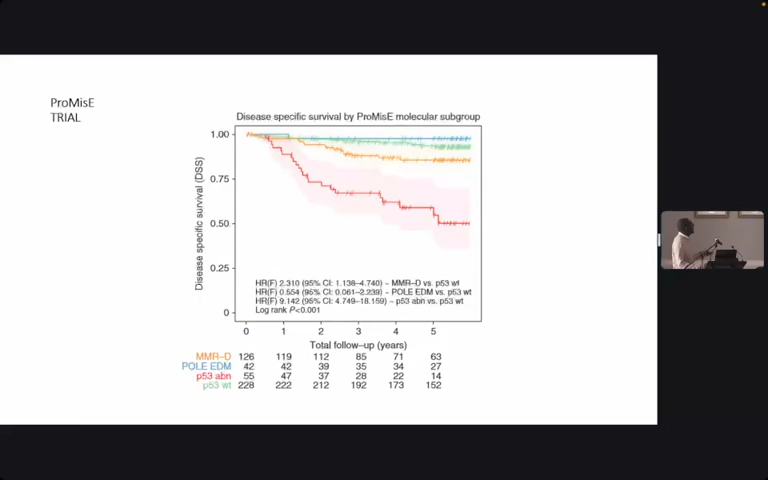 ProMisE
TRIAL
Disease specific survival by ProMisE molecular subgroup
1.00
0.75
0.50
0.25
0
Disease specific survival (DSS)
HR(F) 2.310 (95% CI: 1.138–4.740) – MMR–D vs. p53 wt
HR(F) 0.554 (95% CI: 0.061–2.239) – POLE EDM vs. p53 wt
HR(F) 9.142 (95% CI: 4.749–18.159) – p53 abn vs. p53 wt
Log rank P<0.001
0 1 2 3 4 5
Total follow–up (years)
MMR–D 126 119 112 85 71 63
POLE EDM 42 42 39 35 34 27
p53 abn 55 47 37 28 22 14
p53 wt 228 222 212 192 173 152